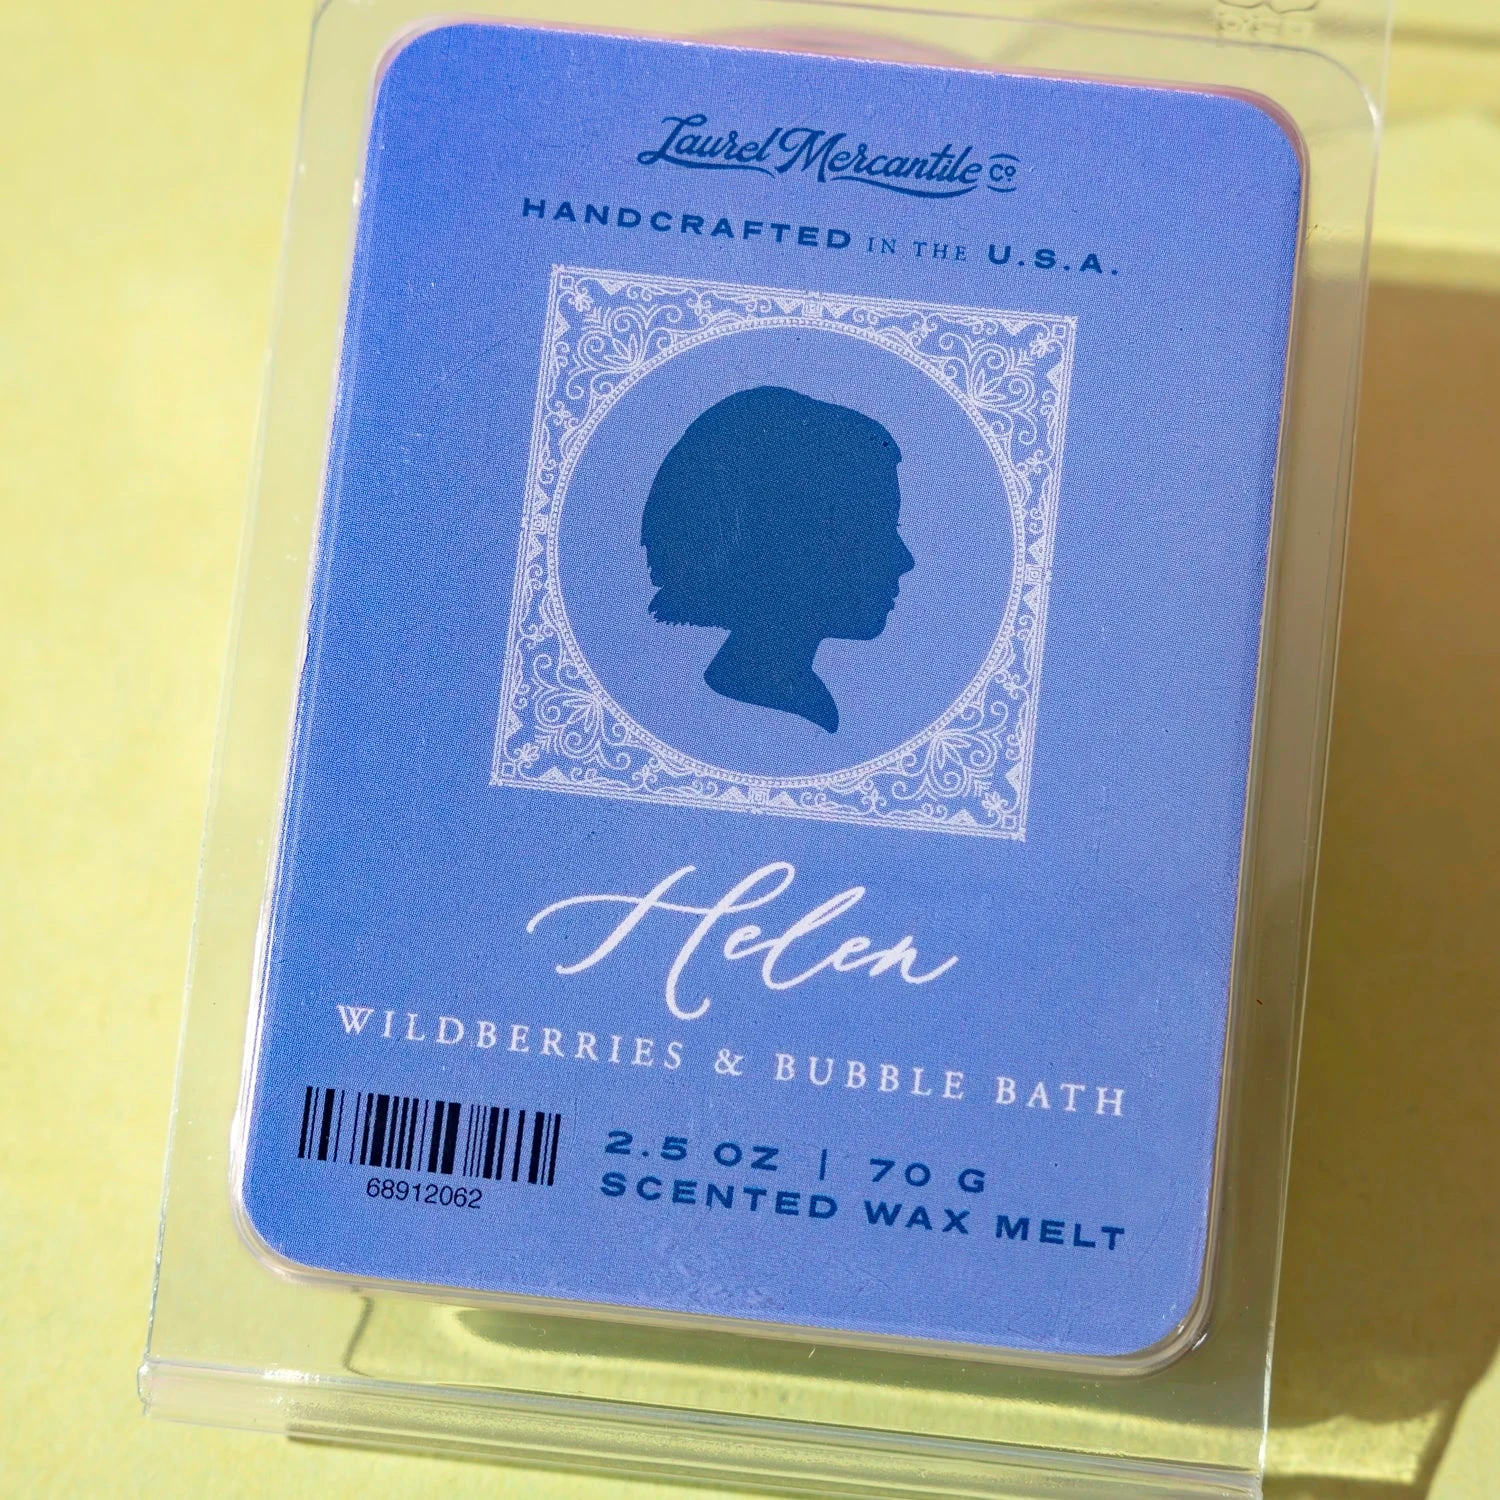 Laurel Mercantile Co
HANDCRAFTED IN THE U.S.A.
Helen
WILDBERRIES & BUBBLE BATH
68912062
2.5 OZ | 70 G
SCENTED WAX MELT